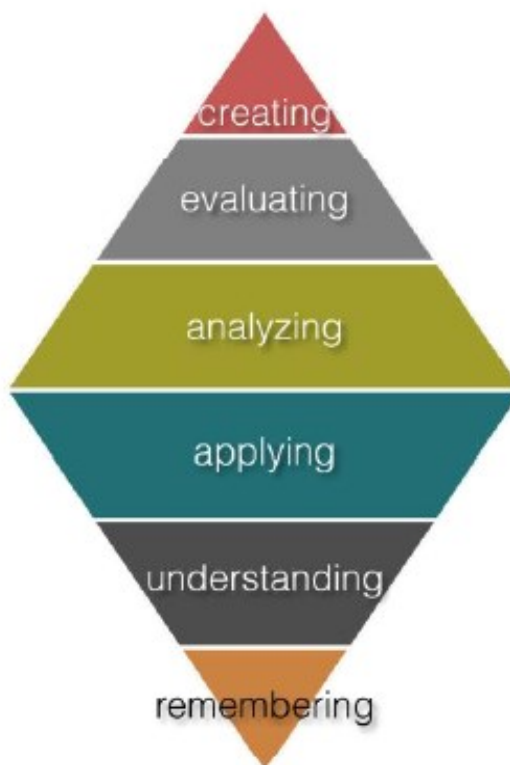 creating
evaluating
analyzing
applying
understanding
remembering